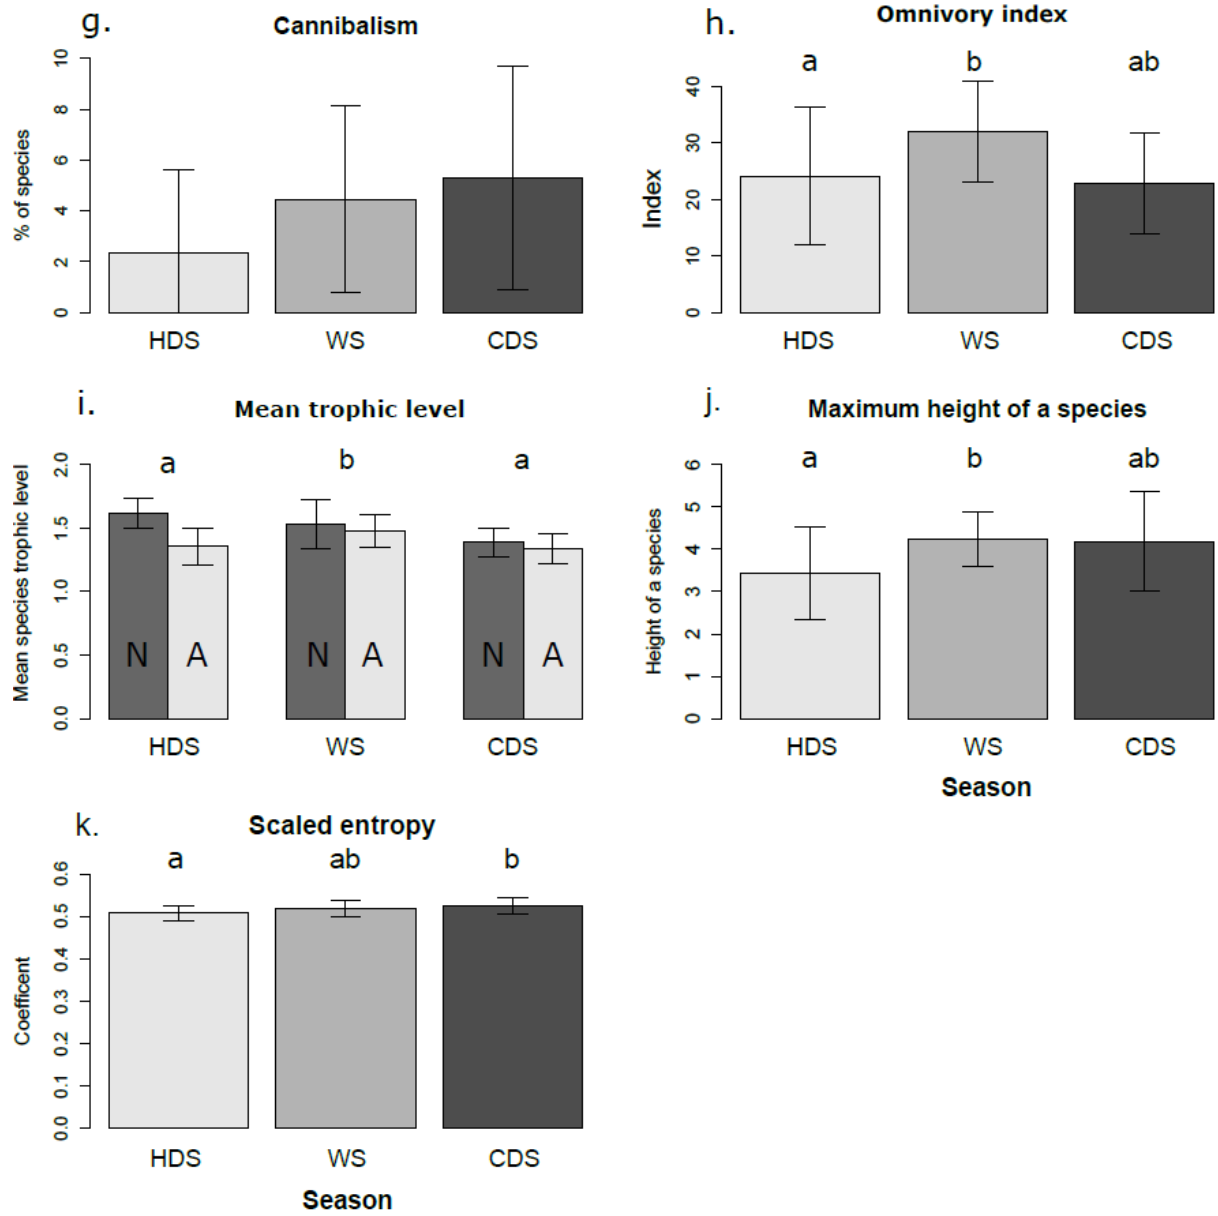 g.
Cannibalism
% of species
10
8
6
4
2
0
HDS WS CDS
h.
Omnivory index
a b ab
Index
40
30
20
10
0
HDS WS CDS
i.
Mean trophic level
a b a
Mean species trophic level
2.0
1.5
1.0
0.5
0.0
N A N A N A
HDS WS CDS
j.
Maximum height of a species
a b ab
Height of a species
6
5
4
3
2
1
0
HDS WS CDS
Season
k.
Scaled entropy
a ab b
Coefficent
0.6
0.5
0.4
0.3
0.2
0.1
0.0
HDS WS CDS
Season